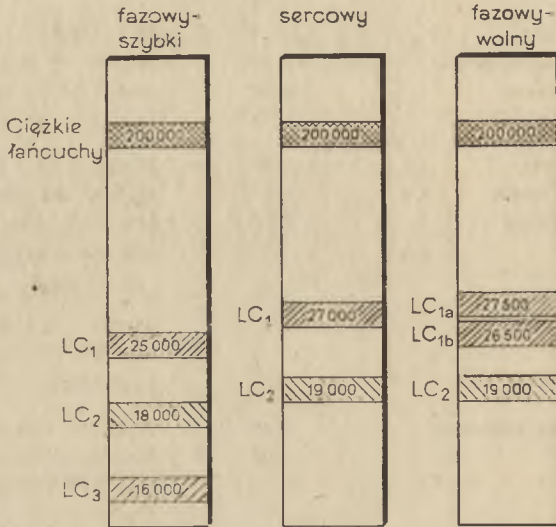 fazowy-
szybki
sercowy
fazowy-
wolny
Ciężkie
łańcuchy
200 000
200 000
200 000
LC1
25 000
LC2
18 000
LC3
16 000
LC1
27 000
LC2
19 000
LC1a
27 500
LC1b
26 500
LC2
19 000